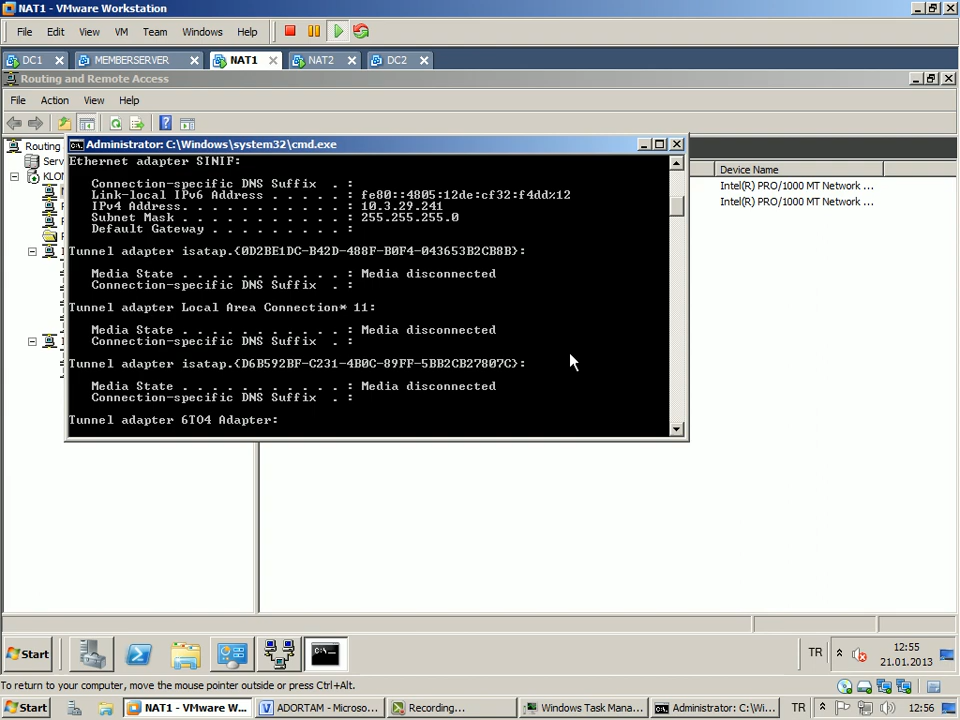 NAT1 - VMware Workstation
File Edit View VM Team Windows Help
DC1 MEMBERSERVER NAT1 NAT2 DC2
Routing and Remote Access
File Action View Help
Administrator: C:\Windows\system32\cmd.exe
Routing
Serv
KLON
Device Name
Intel(R) PRO/1000 MT Network ...
Intel(R) PRO/1000 MT Network ...
Ethernet adapter SINIF:
Connection-specific DNS Suffix . :
Link-local IPv6 Address . . . . . : fe80::4805:12de:cf32:f4dd%12
IPv4 Address. . . . . . . . . . . : 10.3.29.241
Subnet Mask . . . . . . . . . . . : 255.255.255.0
Default Gateway . . . . . . . . . :
Tunnel adapter isatap.{0D2BE1DC-B42D-488F-B0F4-043653B2CB8B}:
Media State . . . . . . . . . . . : Media disconnected
Connection-specific DNS Suffix . :
Tunnel adapter Local Area Connection* 11:
Media State . . . . . . . . . . . : Media disconnected
Connection-specific DNS Suffix . :
Tunnel adapter isatap.{D6B592BF-C231-4B0C-89FF-5BB2CB27807C}:
Media State . . . . . . . . . . . : Media disconnected
Connection-specific DNS Suffix . :
Tunnel adapter 6TO4 Adapter:
Start TR 12:55
21.01.2013
To return to your computer, move the mouse pointer outside or press Ctrl+Alt.
Start NAT1 - VMware W... ADORTAM - Microso... Recording... Windows Task Mana... Administrator: C:\Wi... TR 12:56